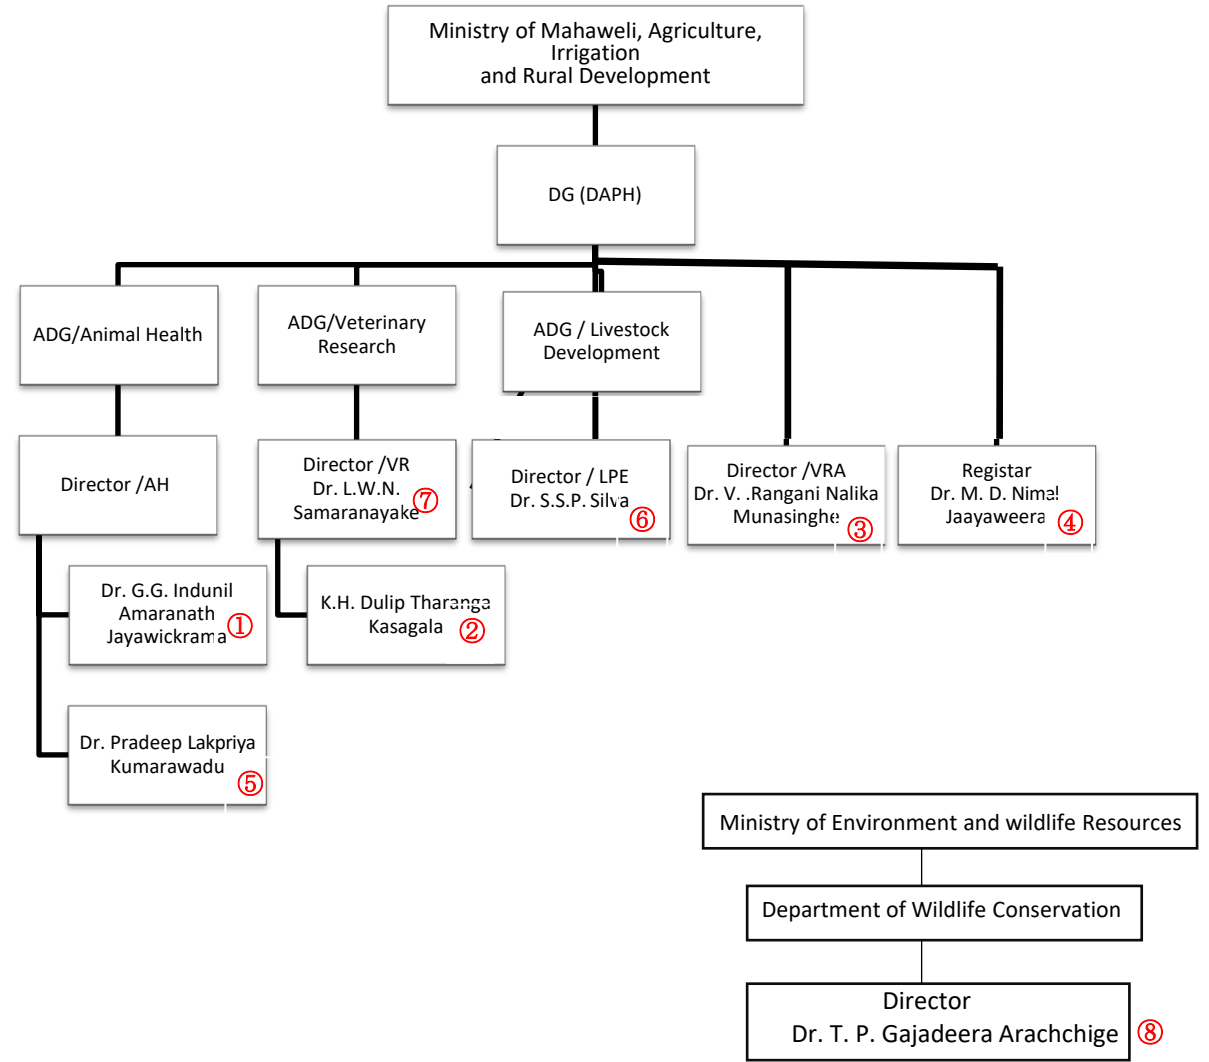 Ministry of Mahaweli, Agriculture,
Irrigation
and Rural Development
DG (DAPH)
ADG/Animal Health
ADG/Veterinary
Research
ADG / Livestock
Development
Director /AH
Director /VR
Dr. L.W.N.
Samaranayake ⑦
Director / LPE
Dr. S.S.P. Silva ⑥
Director /VRA
Dr. V. .Rangani Nalika
Munasinghe ③
Registar
Dr. M. D. Nimal
Jaayaweera ④
Dr. G.G. Indunil
Amaranath
Jayawickrama ①
K.H. Dulip Tharanga
Kasagala ②
Dr. Pradeep Lakpriya
Kumarawadu ⑤
Ministry of Environment and wildlife Resources
Department of Wildlife Conservation
Director
Dr. T. P. Gajadeera Arachchige ⑧